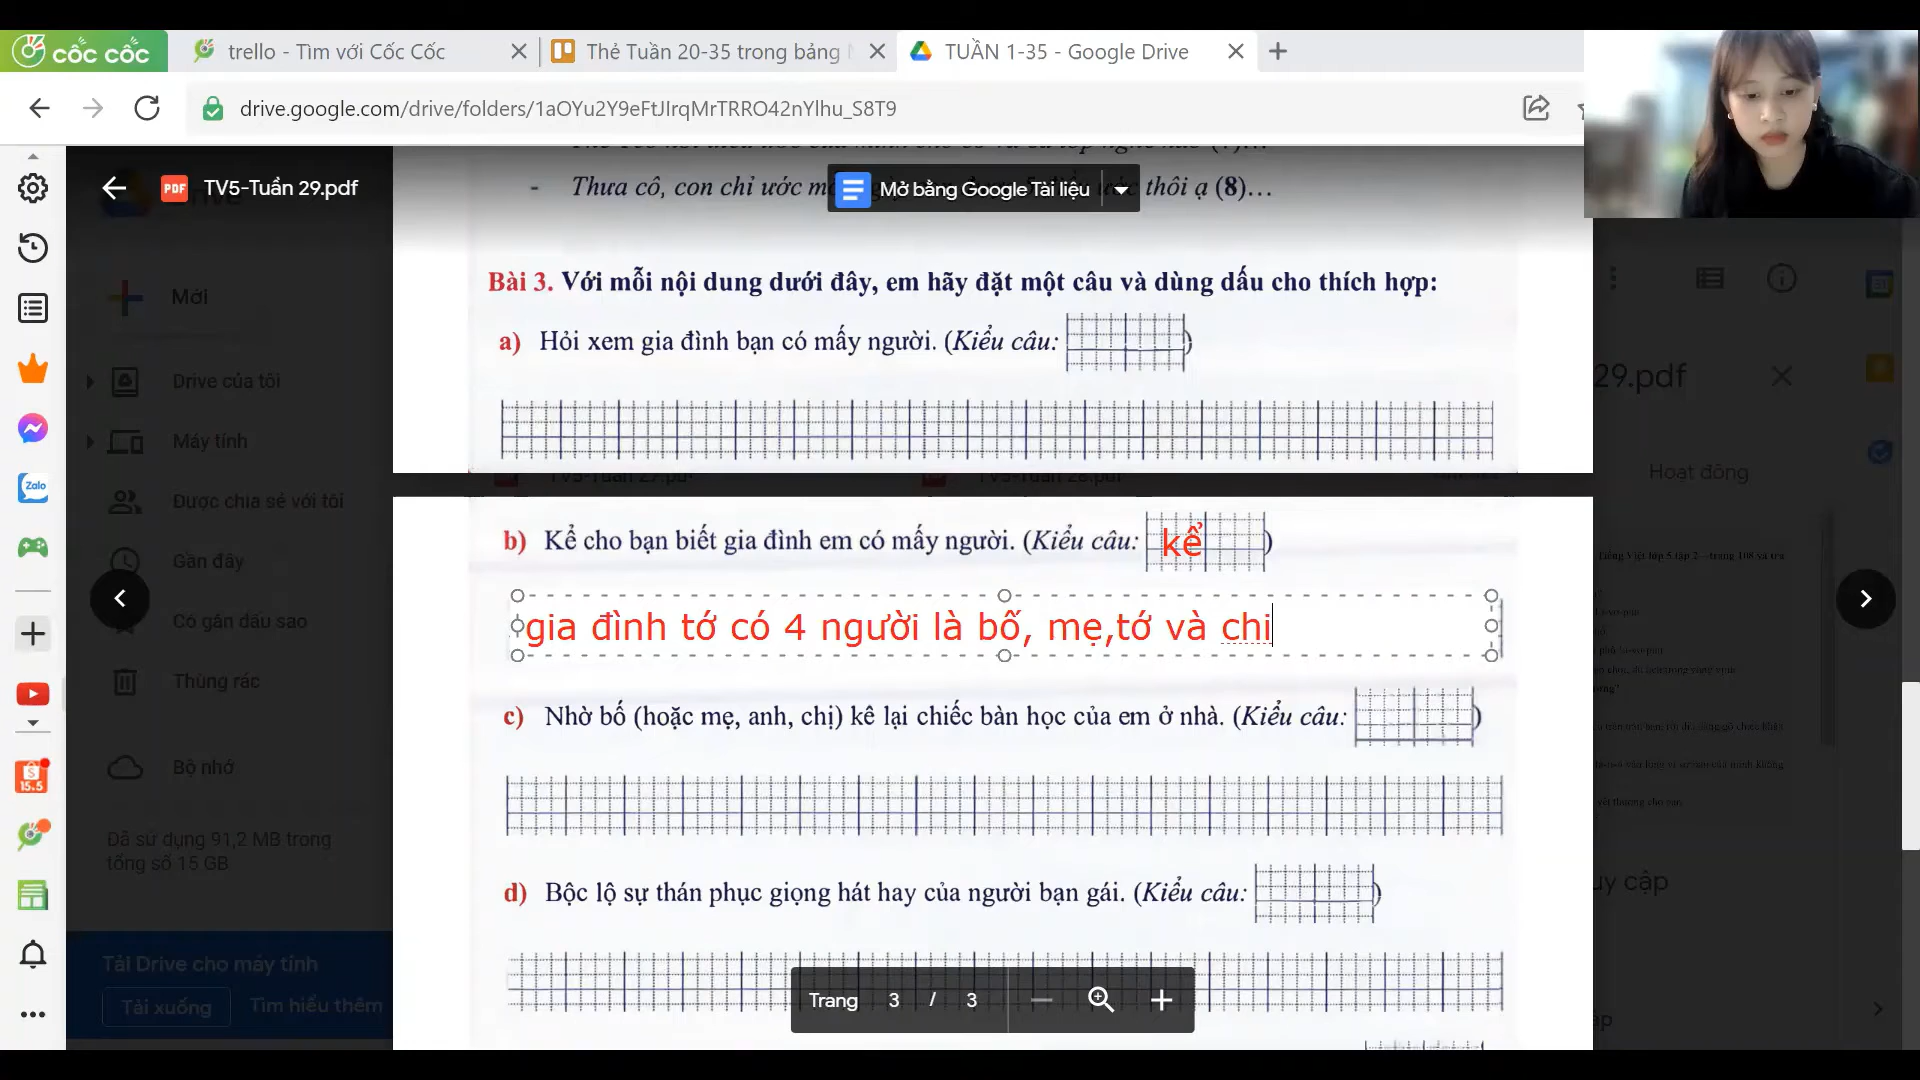 cốc cốc
trello - Tìm với Cốc Cốc
Thẻ Tuần 20-35 trong bảng
TUẦN 1-35 - Google Drive
drive.google.com/drive/folders/1aOYu2Y9eFtJIrqMrTRRO42nYlhu_S8T9
TV5-Tuần 29.pdf
Mở bằng Google Tài liệu
- Thưa cô, con chỉ ước thôi ạ (8)…
Bài 3. Với mỗi nội dung dưới đây, em hãy đặt một câu và dùng dấu cho thích hợp:
a) Hỏi xem gia đình bạn có mấy người. (Kiểu câu: )
b) Kể cho bạn biết gia đình em có mấy người. (Kiểu câu: kể )
gia đình tớ có 4 người là bố, mẹ,tớ và chi
c) Nhờ bố (hoặc mẹ, anh, chị) kê lại chiếc bàn học của em ở nhà. (Kiểu câu: )
d) Bộc lộ sự thán phục giọng hát hay của người bạn gái. (Kiểu câu: )
Trang 3 / 3
Mới
Drive của tôi
Máy tính
Được chia sẻ với tôi
Gần đây
Có gắn dấu sao
Thùng rác
Bộ nhớ
Đã sử dụng 91,2 MB trong
tổng số 15 GB
Tải Drive cho máy tính
Tải xuống
Tìm hiểu thêm
Zalo
15.5
29.pdf
Hoạt động